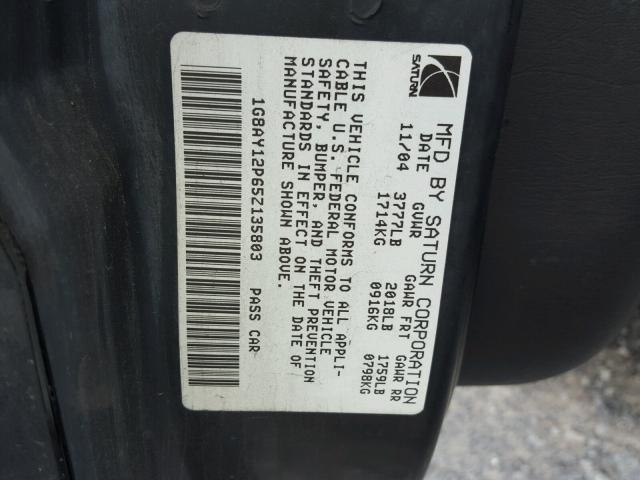 SATURN
MFD BY SATURN CORPORATION
DATE GVWR GAWR FRT GAWR RR
11/04 3777LB 2018LB 1759LB
1714KG 0916KG 0798KG
THIS VEHICLE CONFORMS TO ALL APPLI-
CABLE U.S. FEDERAL MOTOR VEHICLE
SAFETY, BUMPER, AND THEFT PREVENTION
STANDARDS IN EFFECT ON THE DATE OF
MANUFACTURE SHOWN ABOVE.
1G8AY12P65Z135803 PASS CAR